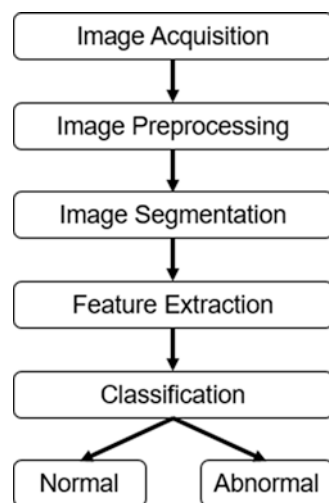 Image Acquisition
Image Preprocessing
Image Segmentation
Feature Extraction
Classification
Normal
Abnormal